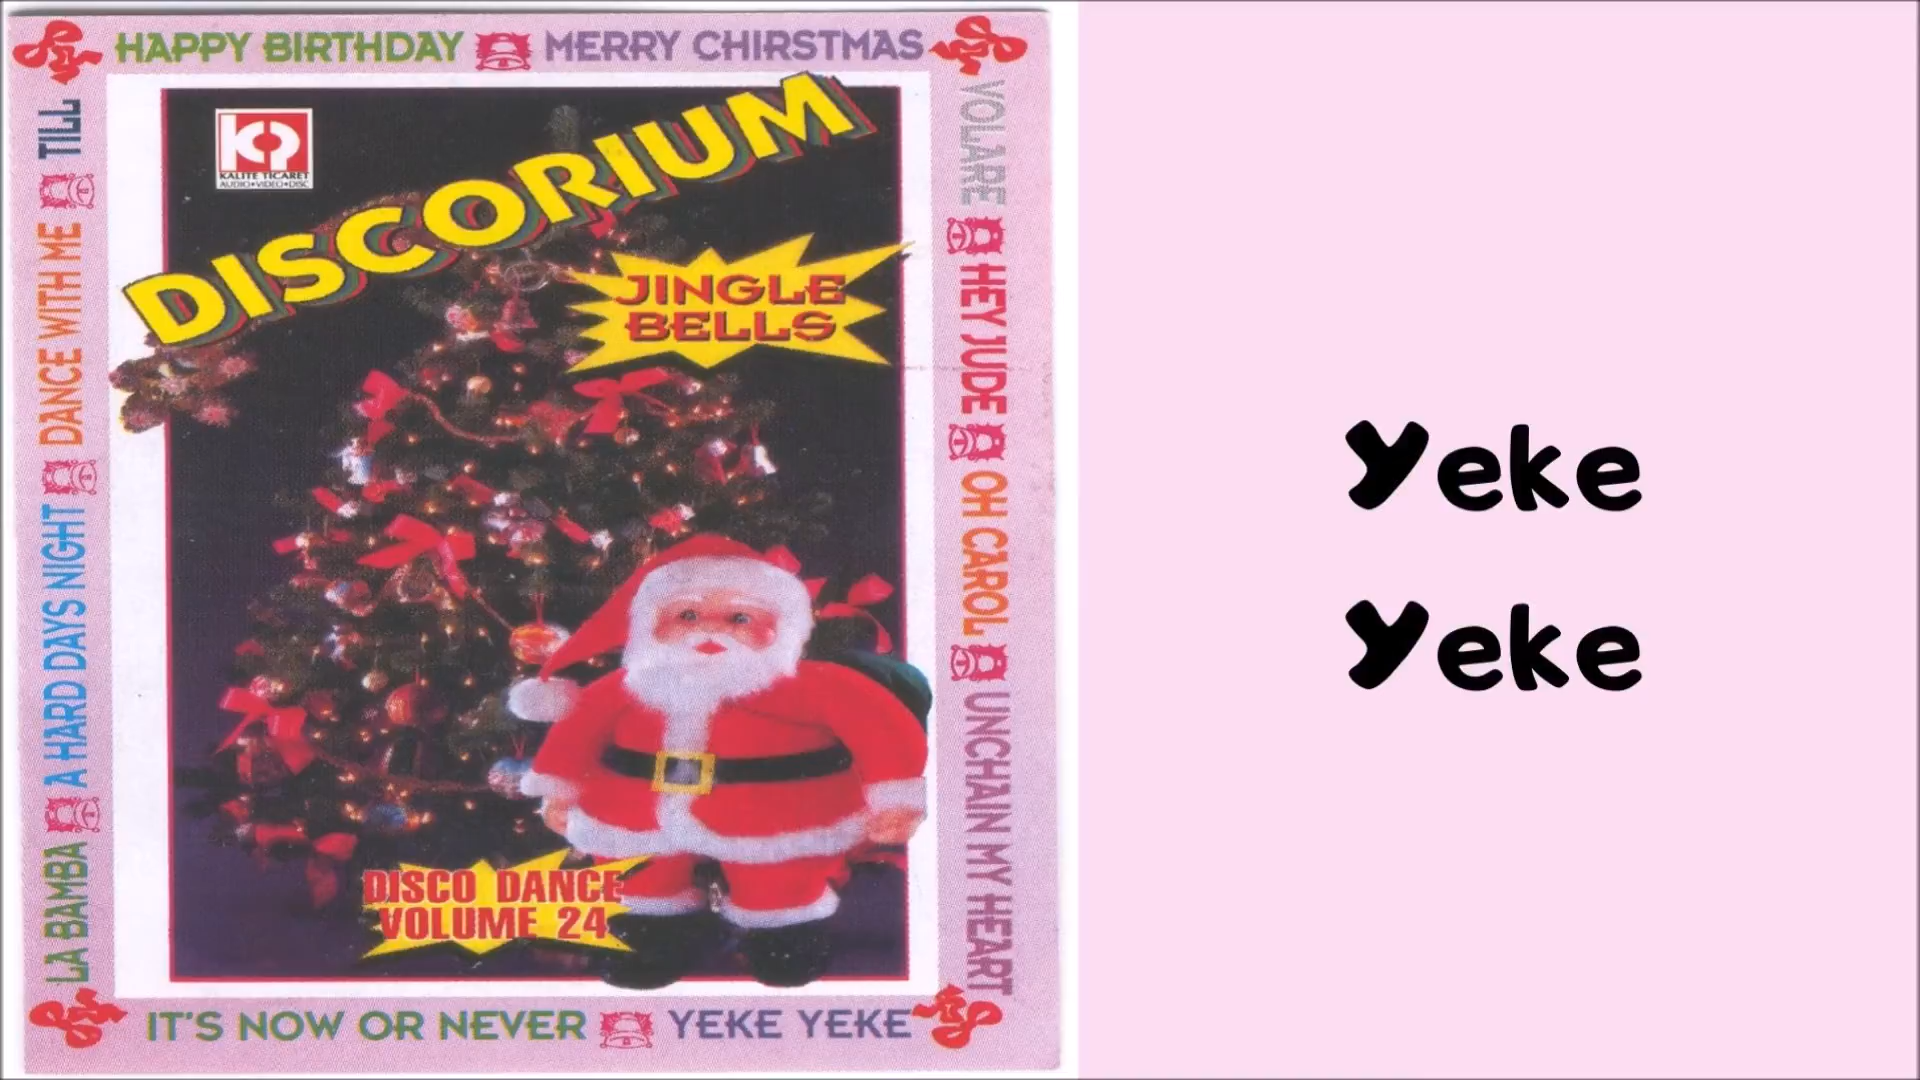 HAPPY BIRTHDAY MERRY CHIRSTMAS
TILL
DANCE WITH ME
A HARD DAYS NIGHT
LA BAMBA
KALITE TICARET
AUDIO•VIDEO•DISC
DISCORIUM
JINGLE
BELLS
DISCO DANCE
VOLUME 24
VOLARE
HEY JUDE
OH CAROL
UNCHAIN MY HEART
IT'S NOW OR NEVER YEKE YEKE
Yeke
Yeke